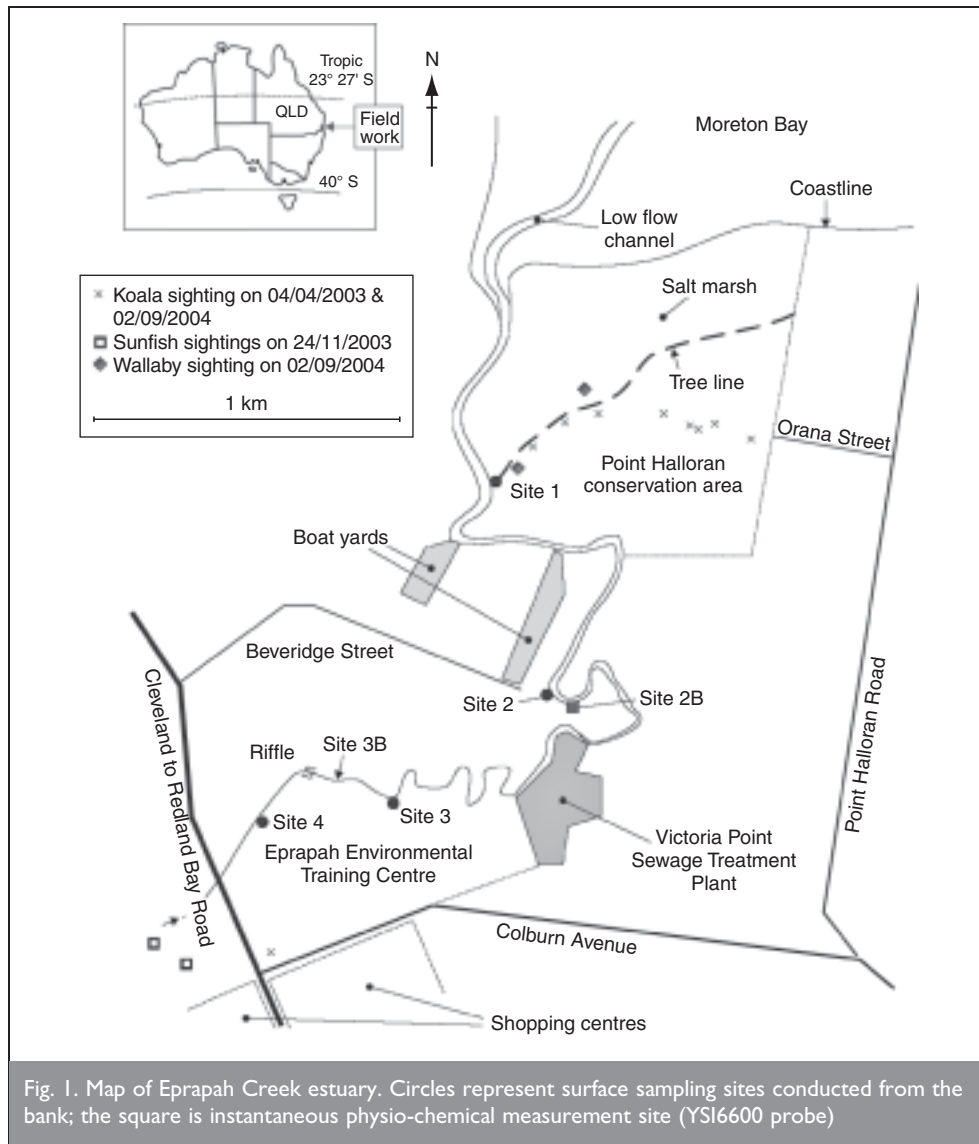 Tropic
23° 27' S
QLD
Field
work
40° S
N
Moreton Bay
Coastline
Low flow
channel
Salt marsh
Koala sighting on 04/04/2003 &
02/09/2004
Sunfish sightings on 24/11/2003
Wallaby sighting on 02/09/2004
1 km
Tree line
Orana Street
Point Halloran
conservation area
Site 1
Boat yards
Beveridge Street
Site 2
Site 2B
Cleveland to Redland Bay Road
Riffle
Site 3B
Site 3
Site 4
Eprapah Environmental
Training Centre
Victoria Point
Sewage Treatment
Plant
Point Halloran Road
Colburn Avenue
Shopping centres
Fig. 1. Map of Eprapah Creek estuary. Circles represent surface sampling sites conducted from the
bank; the square is instantaneous physio-chemical measurement site (YSI6600 probe)